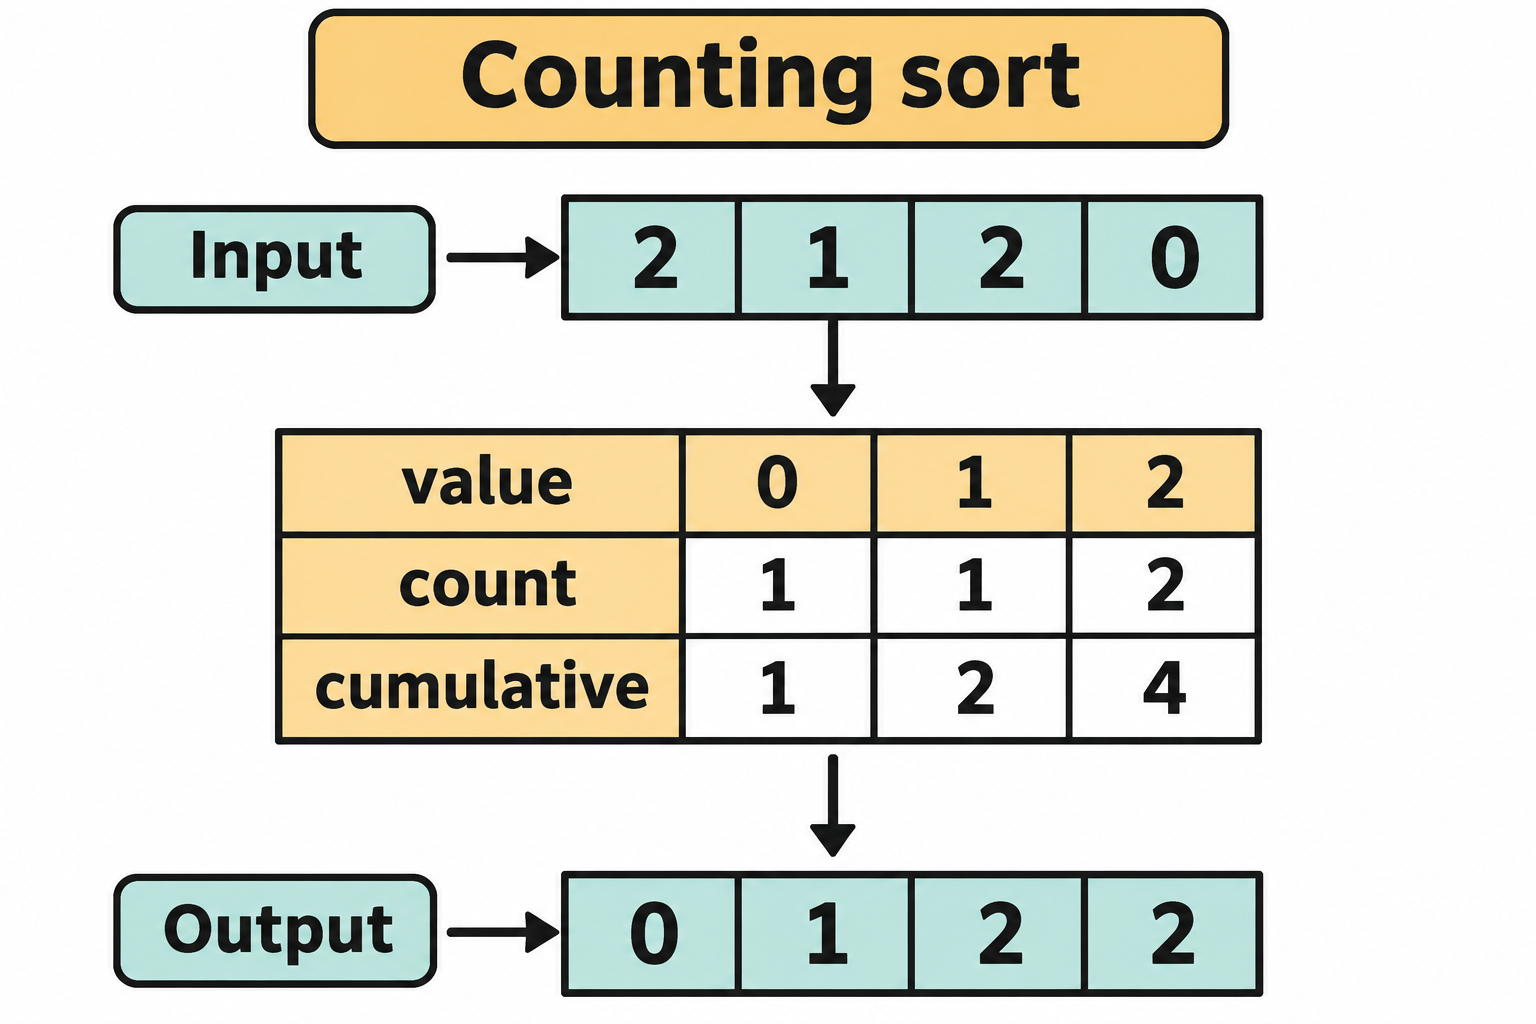 Counting sort
Input 2 1 2 0
value 0 1 2
count 1 1 2
cumulative 1 2 4
Output 0 1 2 2